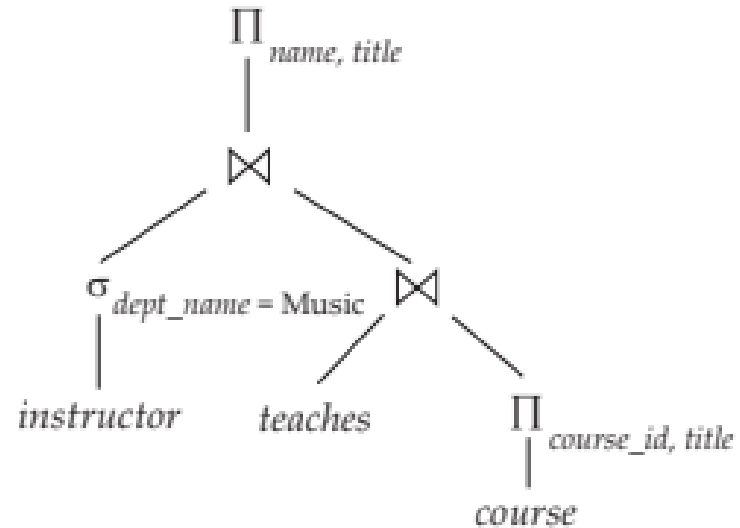 Π name, title
⋈
σ dept_name = Music ⋈
instructor teaches Π course_id, title
course